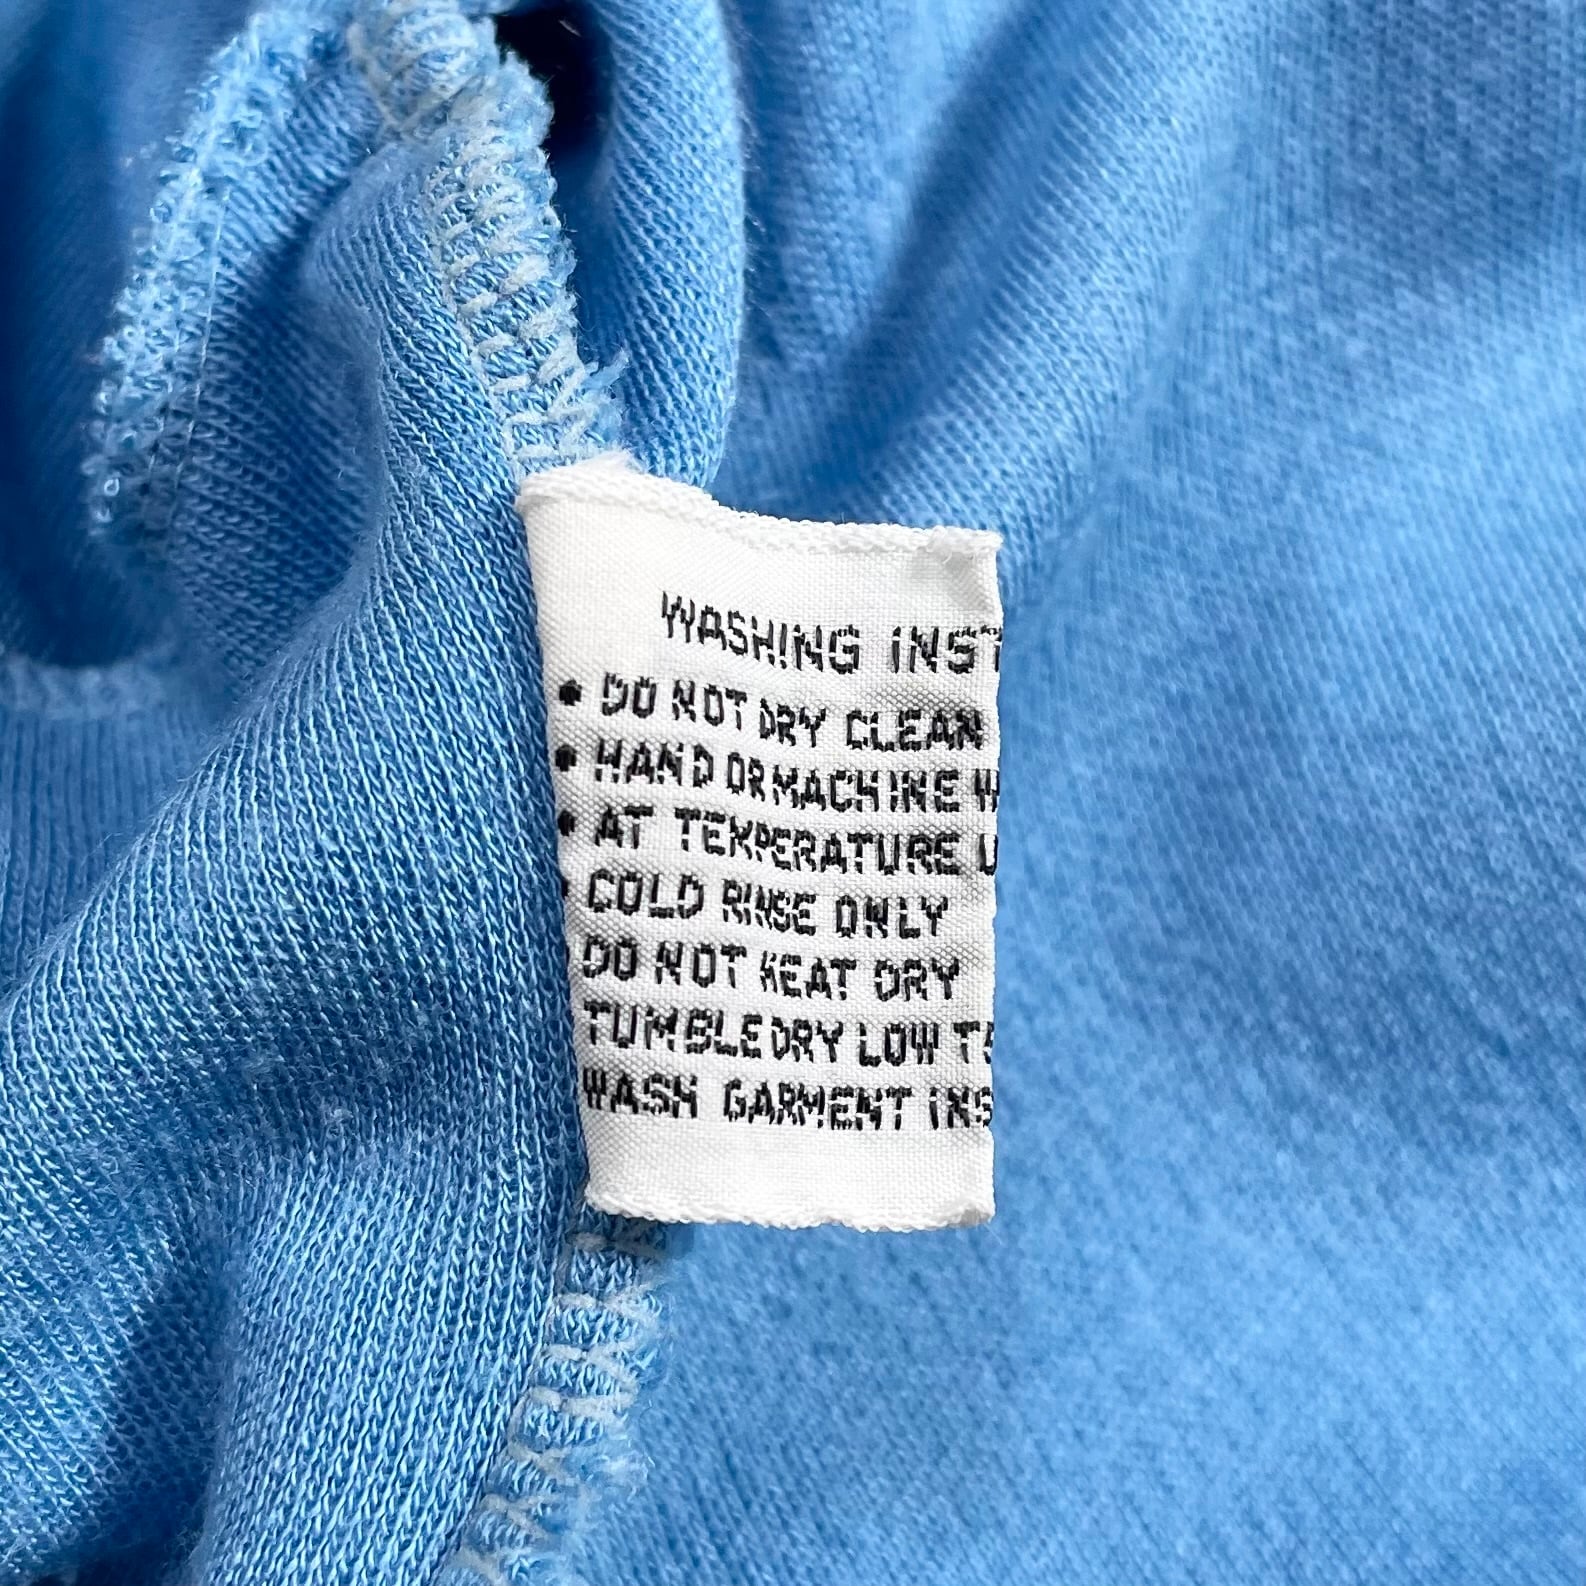 WASHING INST
• DO NOT DRY CLEAN
• HAND OR MACHINE W
• AT TEMPERATURE U
• COLD RINSE ONLY
DO NOT HEAT DRY
TUMBLE DRY LOW TE
WASH GARMENT INS